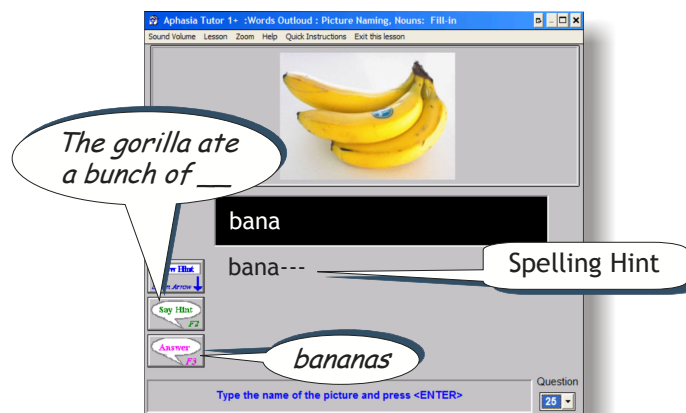 Aphasia Tutor 1+ :Words Outloud : Picture Naming, Nouns: Fill-in
Sound Volume Lesson Zoom Help Quick Instructions Exit this lesson
The gorilla ate
a bunch of __
bana
bana---
Spelling Hint
Hint
Arrow
Say Hint
F2
Answer
F3
bananas
Type the name of the picture and press <ENTER>
Question
25